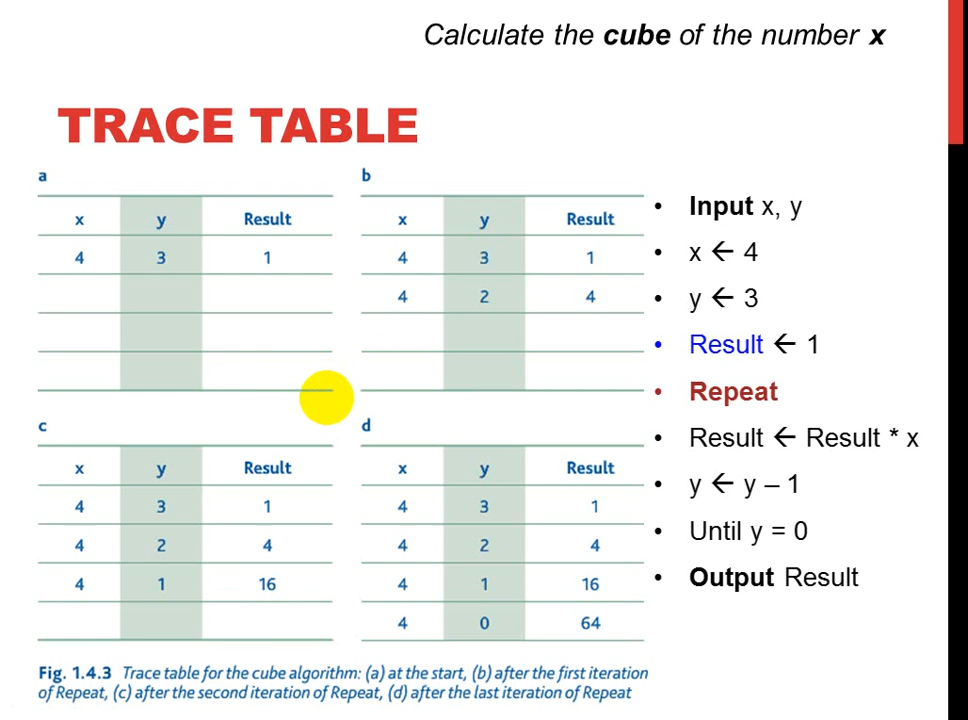 Calculate the cube of the number x
TRACE TABLE
a
x y Result
4 3 1
b
x y Result
4 3 1
4 2 4
c
x y Result
4 3 1
4 2 4
4 1 16
d
x y Result
4 3 1
4 2 4
4 1 16
4 0 64
Fig. 1.4.3 Trace table for the cube algorithm: (a) at the start, (b) after the first iteration
of Repeat, (c) after the second iteration of Repeat, (d) after the last iteration of Repeat
• Input x, y
• x ← 4
• y ← 3
• Result ← 1
• Repeat
• Result ← Result * x
• y ← y – 1
• Until y = 0
• Output Result